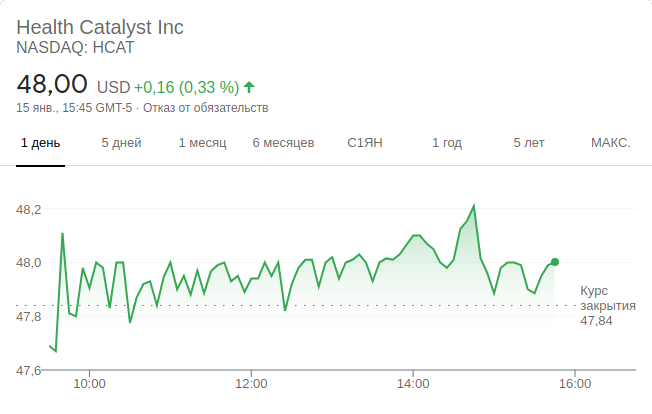 Health Catalyst Inc
NASDAQ: HCAT
48,00 USD +0,16 (0,33 %)
15 янв., 15:45 GMT-5 · Отказ от обязательств
1 день 5 дней 1 месяц 6 месяцев С1ЯН 1 год 5 лет МАКС.
48,2
48,0
47,8
47,6
Курс
закрытия
47,84
10:00 12:00 14:00 16:00